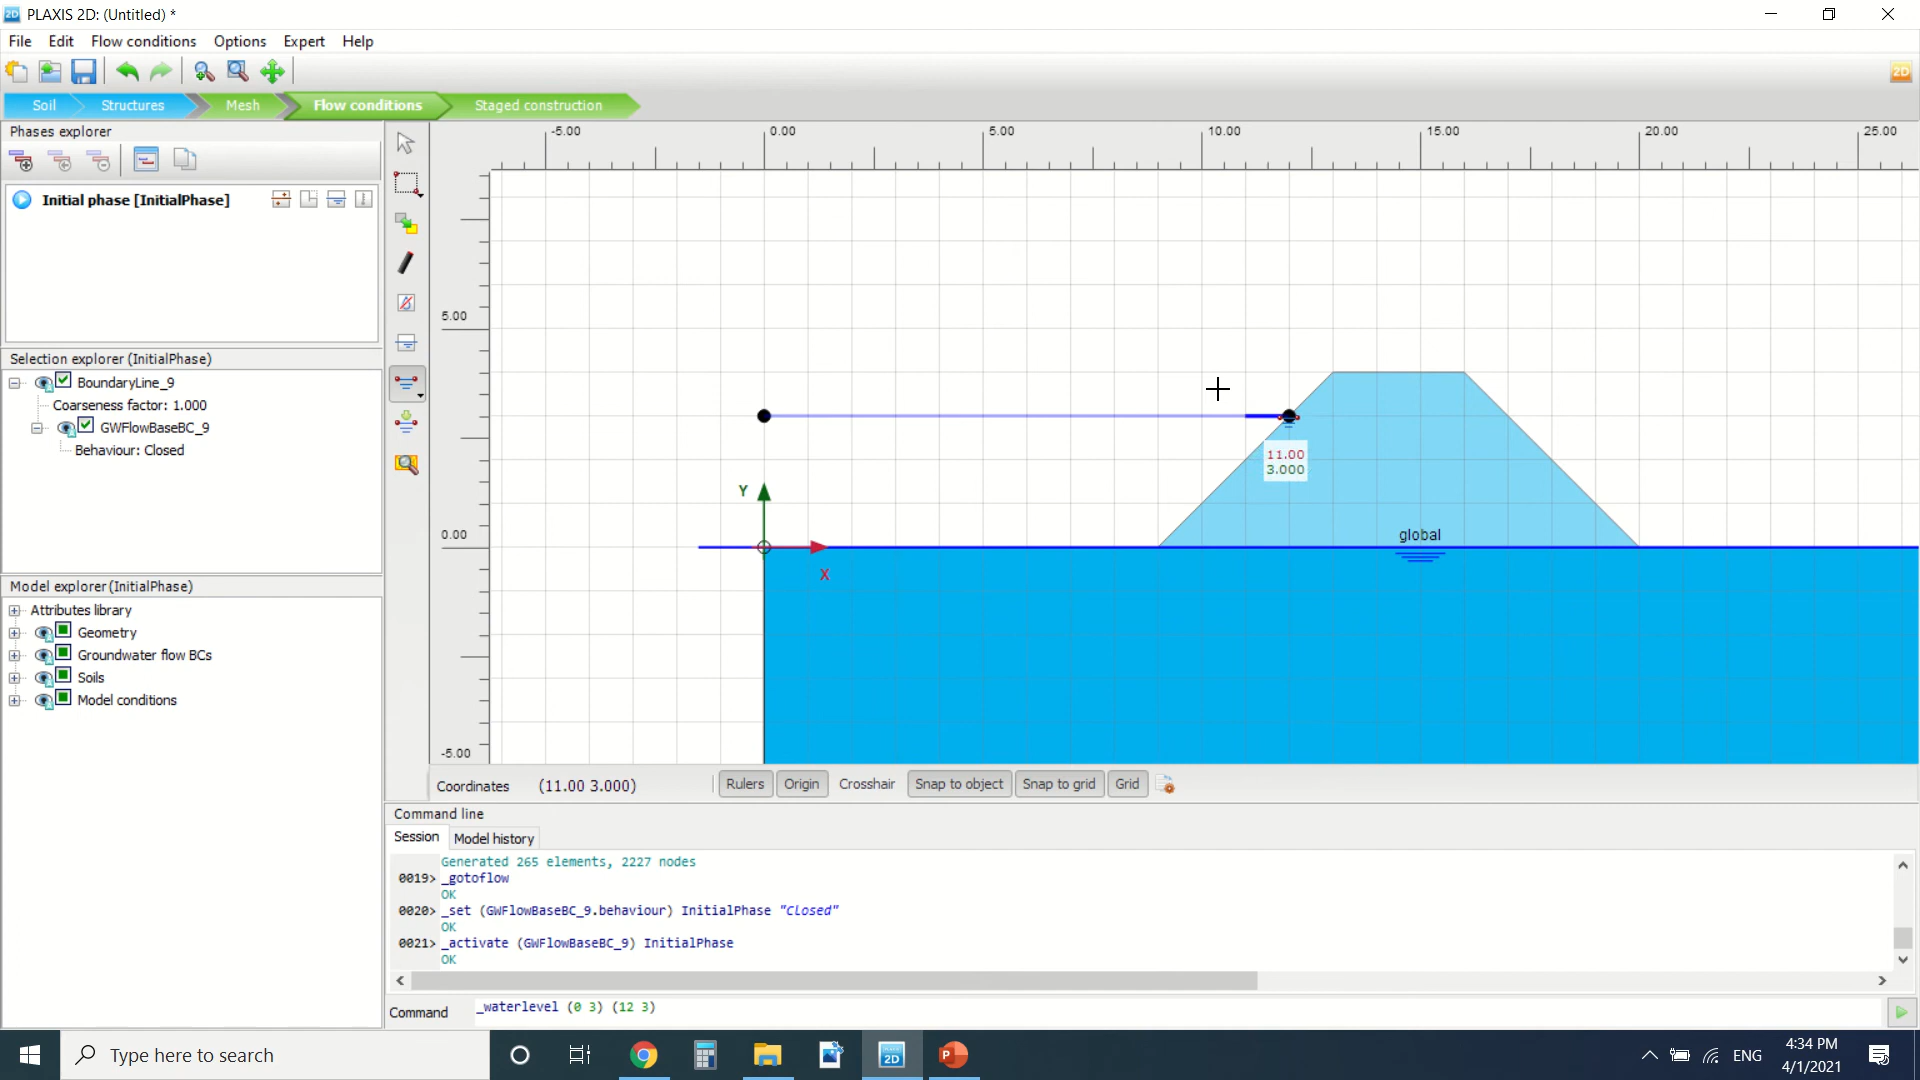 PLAXIS 2D: (Untitled) *
File Edit Flow conditions Options Expert Help
Soil Structures Mesh Flow conditions Staged construction
Phases explorer
Initial phase [InitialPhase]
Selection explorer (InitialPhase)
BoundaryLine_9
Coarseness factor: 1.000
GWFlowBaseBC_9
Behaviour: Closed
Model explorer (InitialPhase)
Attributes library
Geometry
Groundwater flow BCs
Soils
Model conditions
-5.00 0.00 5.00 10.00 15.00 20.00 25.00
5.00
0.00
-5.00
11.00
3.000
Y
X
global
Coordinates (11.00 3.000) Rulers Origin Crosshair Snap to object Snap to grid Grid
Command line
Session Model history
Generated 265 elements, 2227 nodes
0019> _gotoflow
OK
0020> _set (GWFlowBaseBC_9.behaviour) InitialPhase "Closed"
OK
0021> _activate (GWFlowBaseBC_9) InitialPhase
OK
Command _waterlevel (0 3) (12 3)
Type here to search
ENG
4:34 PM
4/1/2021
2D
2D
2D
P